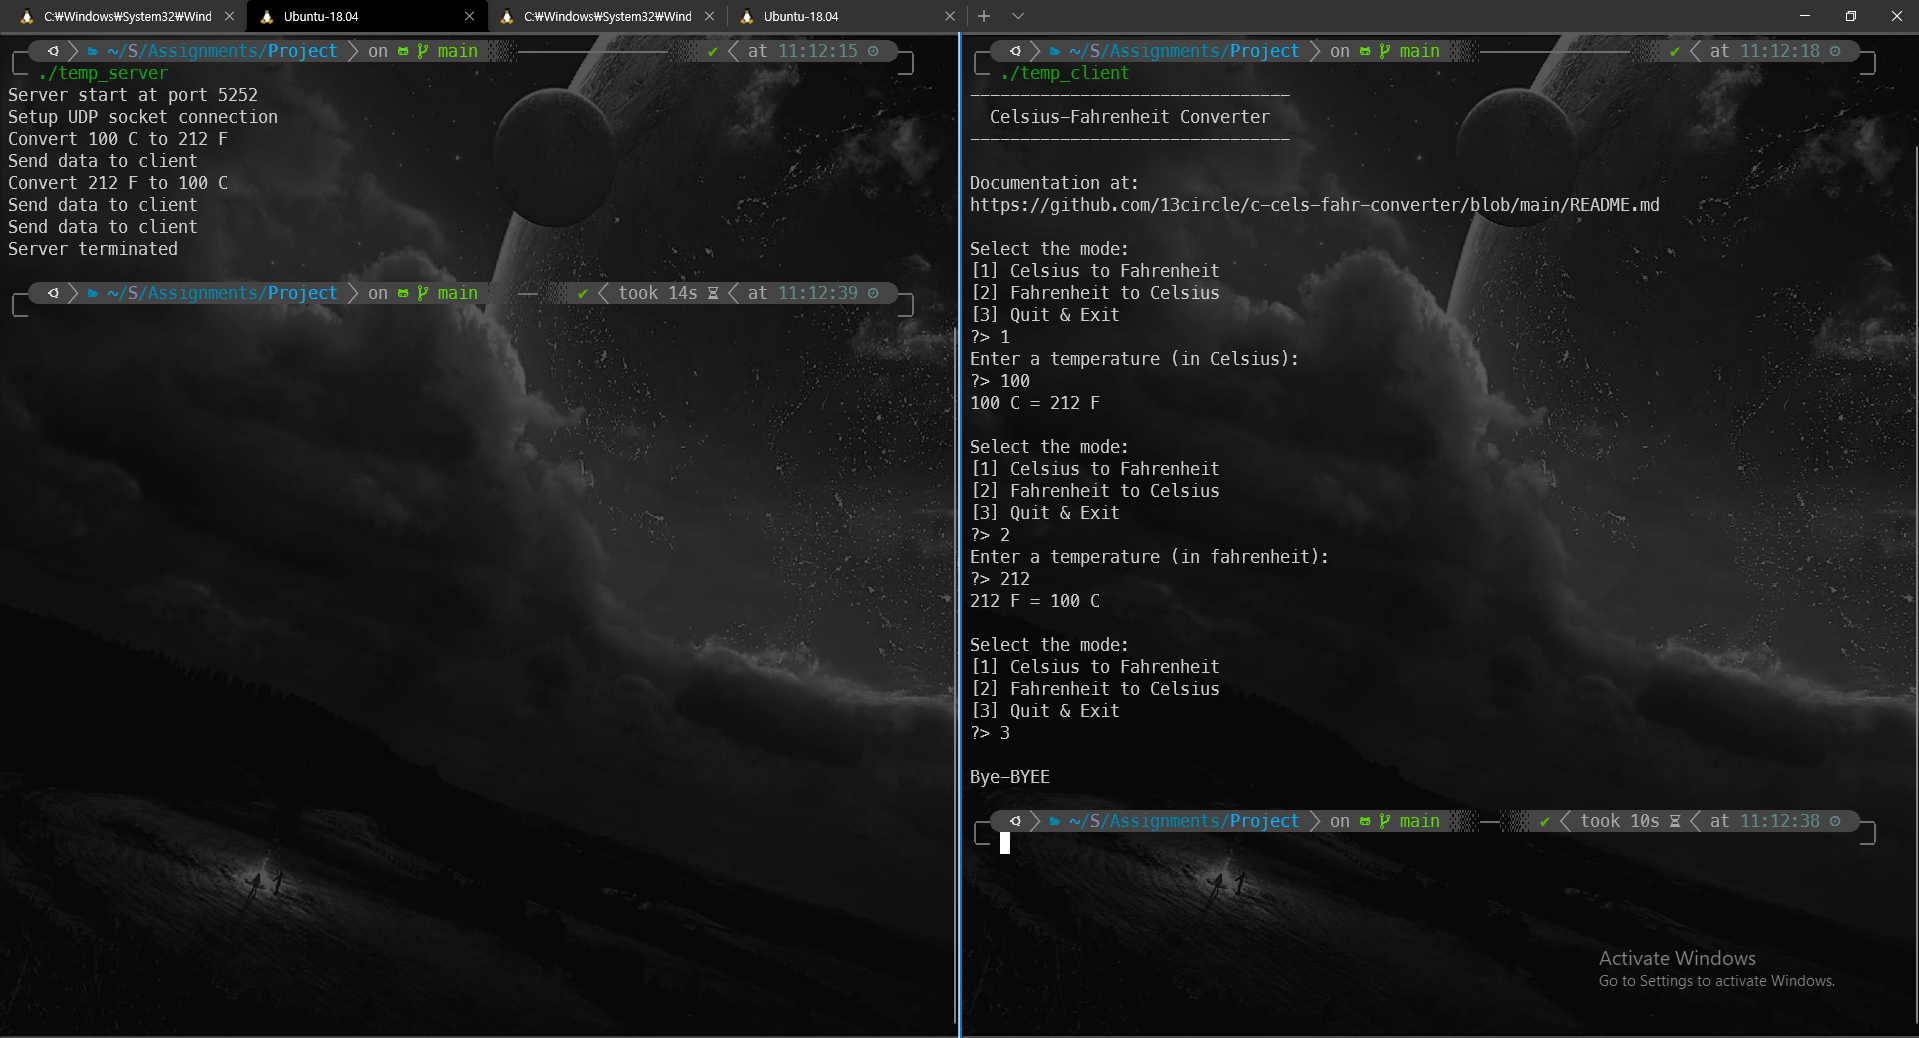 C:₩Windows₩System32₩Wind
Ubuntu-18.04
C:₩Windows₩System32₩Wind
Ubuntu-18.04
~/S/Assignments/Project on main ✔ at 11:12:15
./temp_server
Server start at port 5252
Setup UDP socket connection
Convert 100 C to 212 F
Send data to client
Convert 212 F to 100 C
Send data to client
Send data to client
Server terminated
~/S/Assignments/Project on main ✔ took 14s at 11:12:39
~/S/Assignments/Project on main ✔ at 11:12:18
./temp_client
--------------------------------
Celsius-Fahrenheit Converter
--------------------------------
Documentation at:
https://github.com/13circle/c-cels-fahr-converter/blob/main/README.md
Select the mode:
[1] Celsius to Fahrenheit
[2] Fahrenheit to Celsius
[3] Quit & Exit
?> 1
Enter a temperature (in Celsius):
?> 100
100 C = 212 F
Select the mode:
[1] Celsius to Fahrenheit
[2] Fahrenheit to Celsius
[3] Quit & Exit
?> 2
Enter a temperature (in fahrenheit):
?> 212
212 F = 100 C
Select the mode:
[1] Celsius to Fahrenheit
[2] Fahrenheit to Celsius
[3] Quit & Exit
?> 3
Bye-BYEE
~/S/Assignments/Project on main ✔ took 10s at 11:12:38
Activate Windows
Go to Settings to activate Windows.